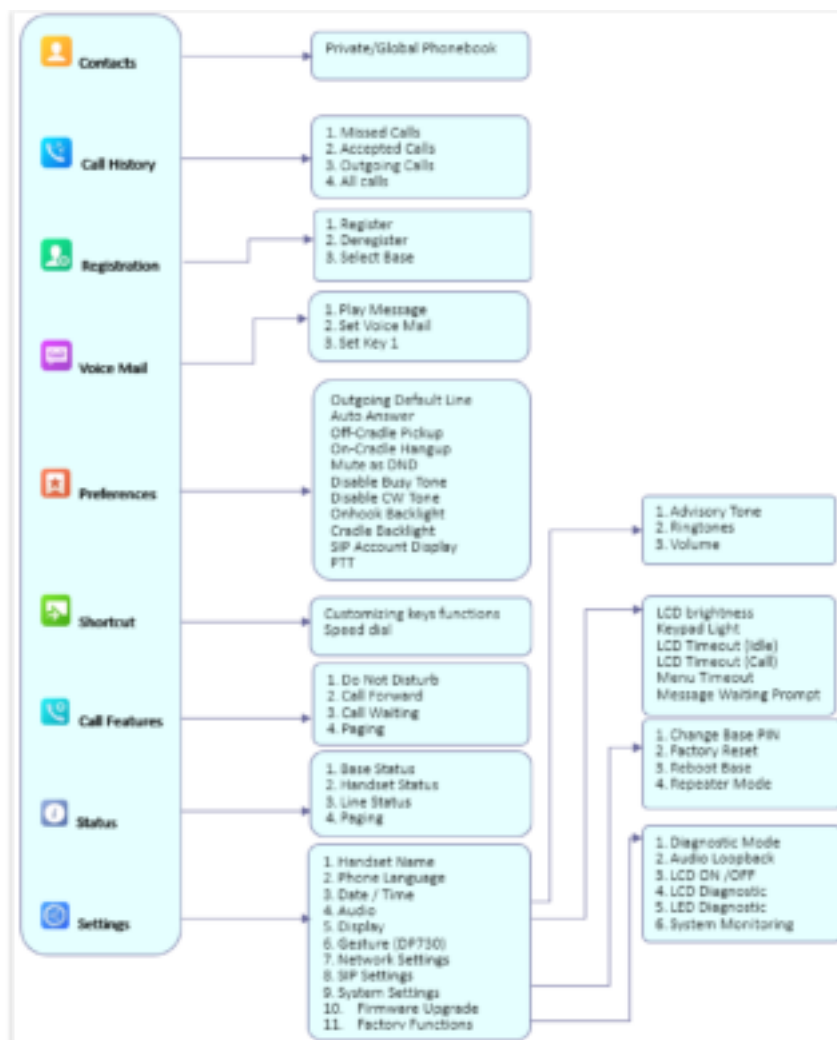 Contacts
Private/Global Phonebook
Call History
1. Missed Calls
2. Accepted Calls
3. Outgoing Calls
4. All calls
Registration
1. Register
2. Deregister
3. Select Base
Voice Mail
1. Play Message
2. Set Voice Mail
3. Set Key 1
Preferences
Outgoing Default Line
Auto Answer
Off-Cradle Pickup
On-Cradle Hangup
Mute as DND
Disable Busy Tone
Disable CW Tone
Onhook Backlight
Cradle Backlight
SIP Account Display
PTT
Shortcut
Customizing keys functions
Speed dial
Call Features
1. Do Not Disturb
2. Call Forward
3. Call Waiting
4. Paging
Status
1. Base Status
2. Handset Status
3. Line Status
4. Paging
Settings
1. Handset Name
2. Phone Language
3. Date / Time
4. Audio
5. Display
6. Gesture (DP730)
7. Network Settings
8. SIP Settings
9. System Settings
10. Firmware Upgrade
11. Factory Functions
1. Advisory Tone
2. Ringtones
3. Volume
LCD brightness
Keypad Light
LCD Timeout (Idle)
LCD Timeout (Call)
Menu Timeout
Message Waiting Prompt
1. Change Base PIN
2. Factory Reset
3. Reboot Base
4. Repeater Mode
1. Diagnostic Mode
2. Audio Loopback
3. LCD ON /OFF
4. LCD Diagnostic
5. LED Diagnostic
6. System Monitoring